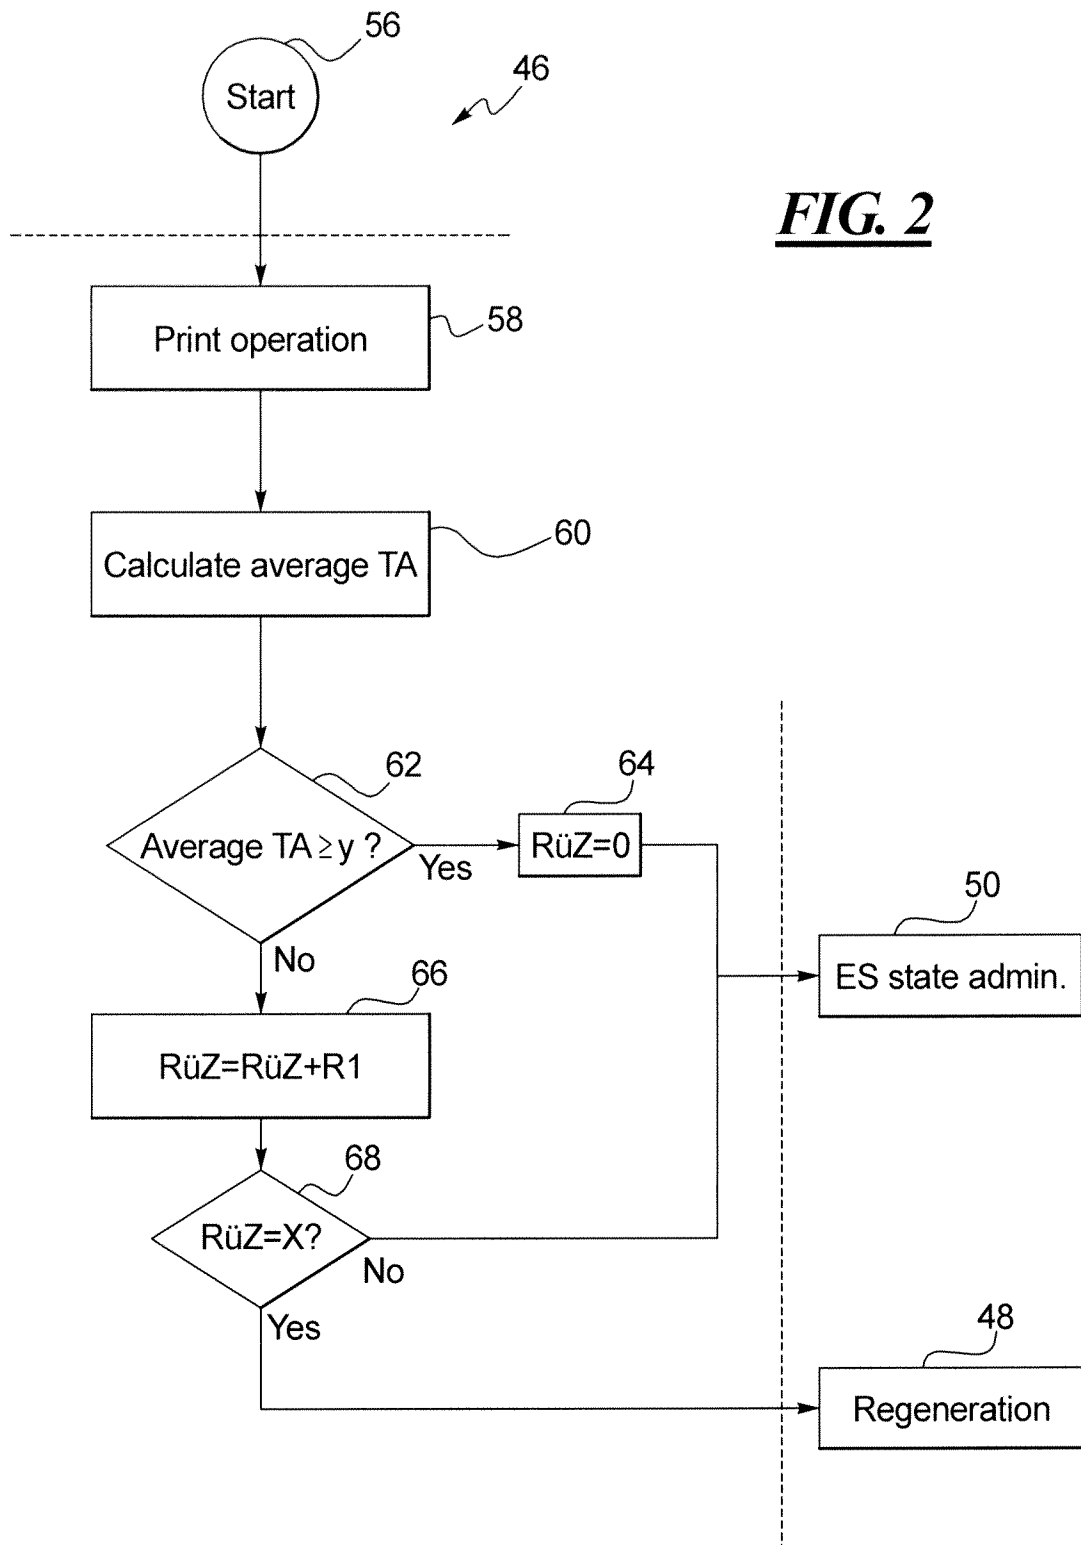 56
Start
46
FIG. 2
Print operation
58
Calculate average TA
60
62
Average TA ≥ y ?
Yes
64
RüZ=0
No
50
ES state admin.
66
RüZ=RüZ+R1
68
RüZ=X?
No
Yes
48
Regeneration